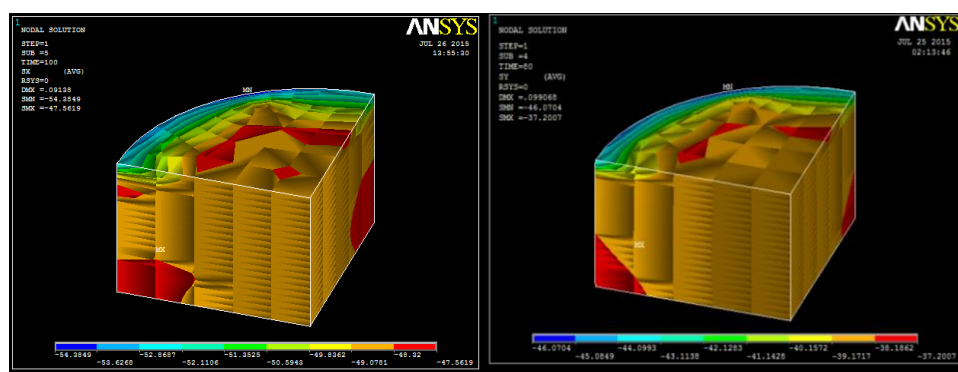 1
NODAL SOLUTION
STEP=1
SUB =5
TIME=100
SX (AVG)
RSYS=0
DMX =.09138
SMN =-54.3849
SMX =-47.5619
ANSYS
JUL 26 2015
13:55:30
MN
MX
-54.3849 -52.8687 -51.3525 -49.8362 -48.32
-53.6268 -52.1106 -50.5943 -49.0781 -47.5619
1
NODAL SOLUTION
STEP=1
SUB =4
TIME=80
SY (AVG)
RSYS=0
DMX =.099068
SMN =-46.0704
SMX =-37.2007
ANSYS
JUL 25 2015
02:13:46
MN
MX
-46.0704 -44.0993 -42.1283 -40.1572 -38.1862
-45.0849 -43.1138 -41.1428 -39.1717 -37.2007